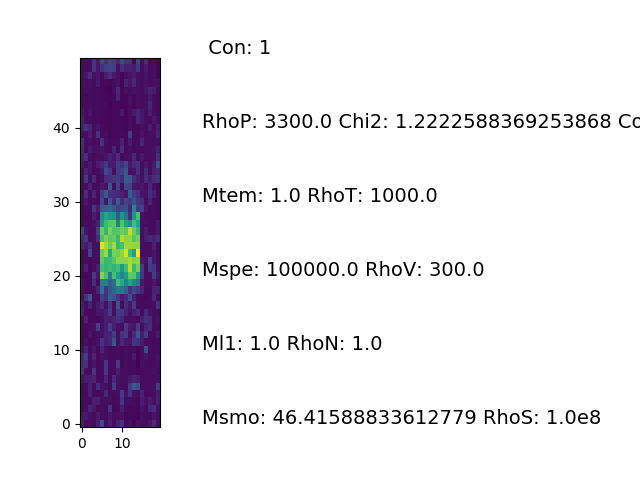 Con: 1
RhoP: 3300.0 Chi2: 1.2222588369253868 Co
40
Mtem: 1.0 RhoT: 1000.0
30
Mspe: 100000.0 RhoV: 300.0
20
Ml1: 1.0 RhoN: 1.0
10
Msmo: 46.41588833612779 RhoS: 1.0e8
0
0 10